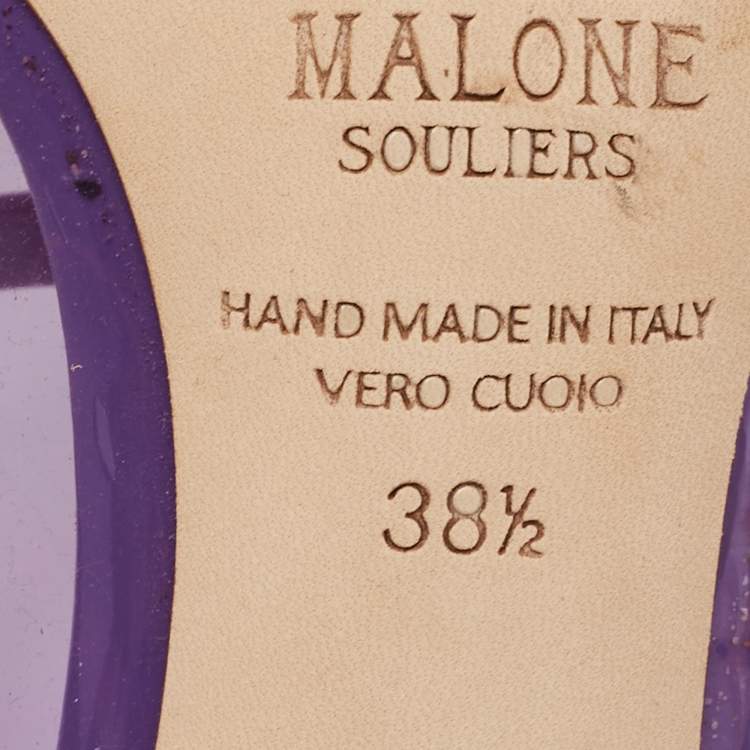 MALONE
SOULIERS
HAND MADE IN ITALY
VERO CUOIO
38½